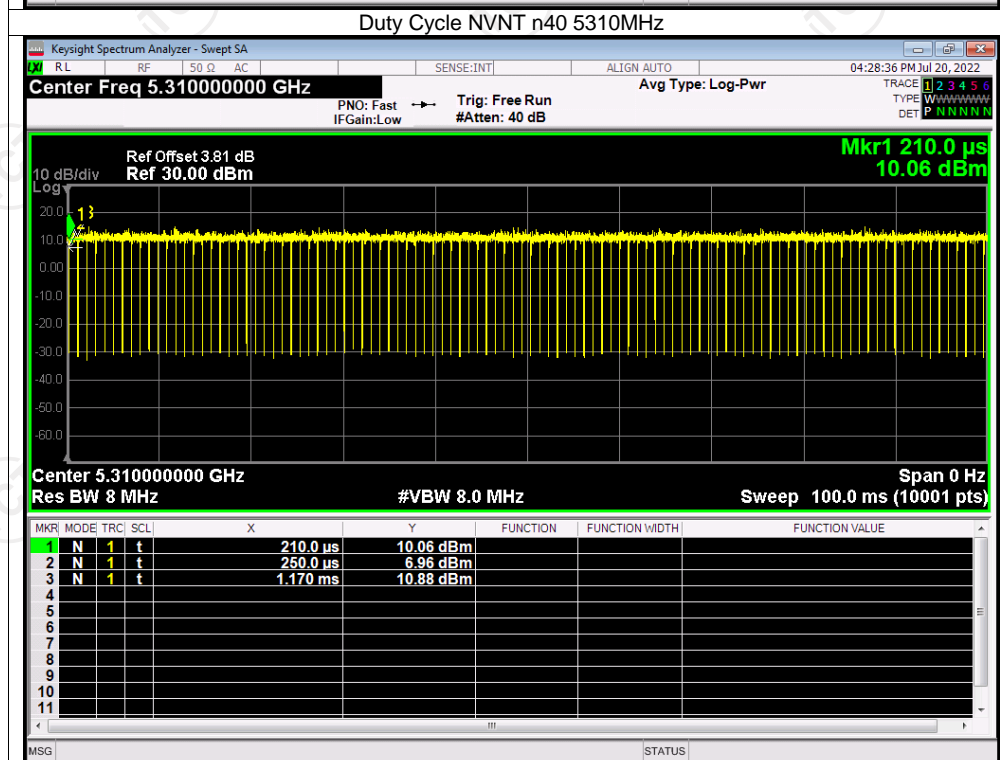 Duty Cycle NVNT n40 5310MHz
Keysight Spectrum Analyzer - Swept SA
LXI RL RF 50 Ω AC SENSE:INT ALIGN AUTO 04:28:36 PM Jul 20, 2022
Center Freq 5.310000000 GHz Avg Type: Log-Pwr TRACE 1 2 3 4 5 6
PNO: Fast Trig: Free Run TYPE WWWWWW
IFGain:Low #Atten: 40 dB DET P N N N N N
Mkr1 210.0 µs
Ref Offset 3.81 dB
10 dB/div Ref 30.00 dBm 10.06 dBm
Log
20.0
1
10.0
0.00
-10.0
-20.0
-30.0
-40.0
-50.0
-60.0
Center 5.310000000 GHz Span 0 Hz
Res BW 8 MHz #VBW 8.0 MHz Sweep 100.0 ms (10001 pts)
MKR MODE TRC SCL X Y FUNCTION FUNCTION WIDTH FUNCTION VALUE
1 N 1 t 210.0 µs 10.06 dBm
2 N 1 t 250.0 µs 6.96 dBm
3 N 1 t 1.170 ms 10.88 dBm
4
5
6
7
8
9
10
11
MSG STATUS